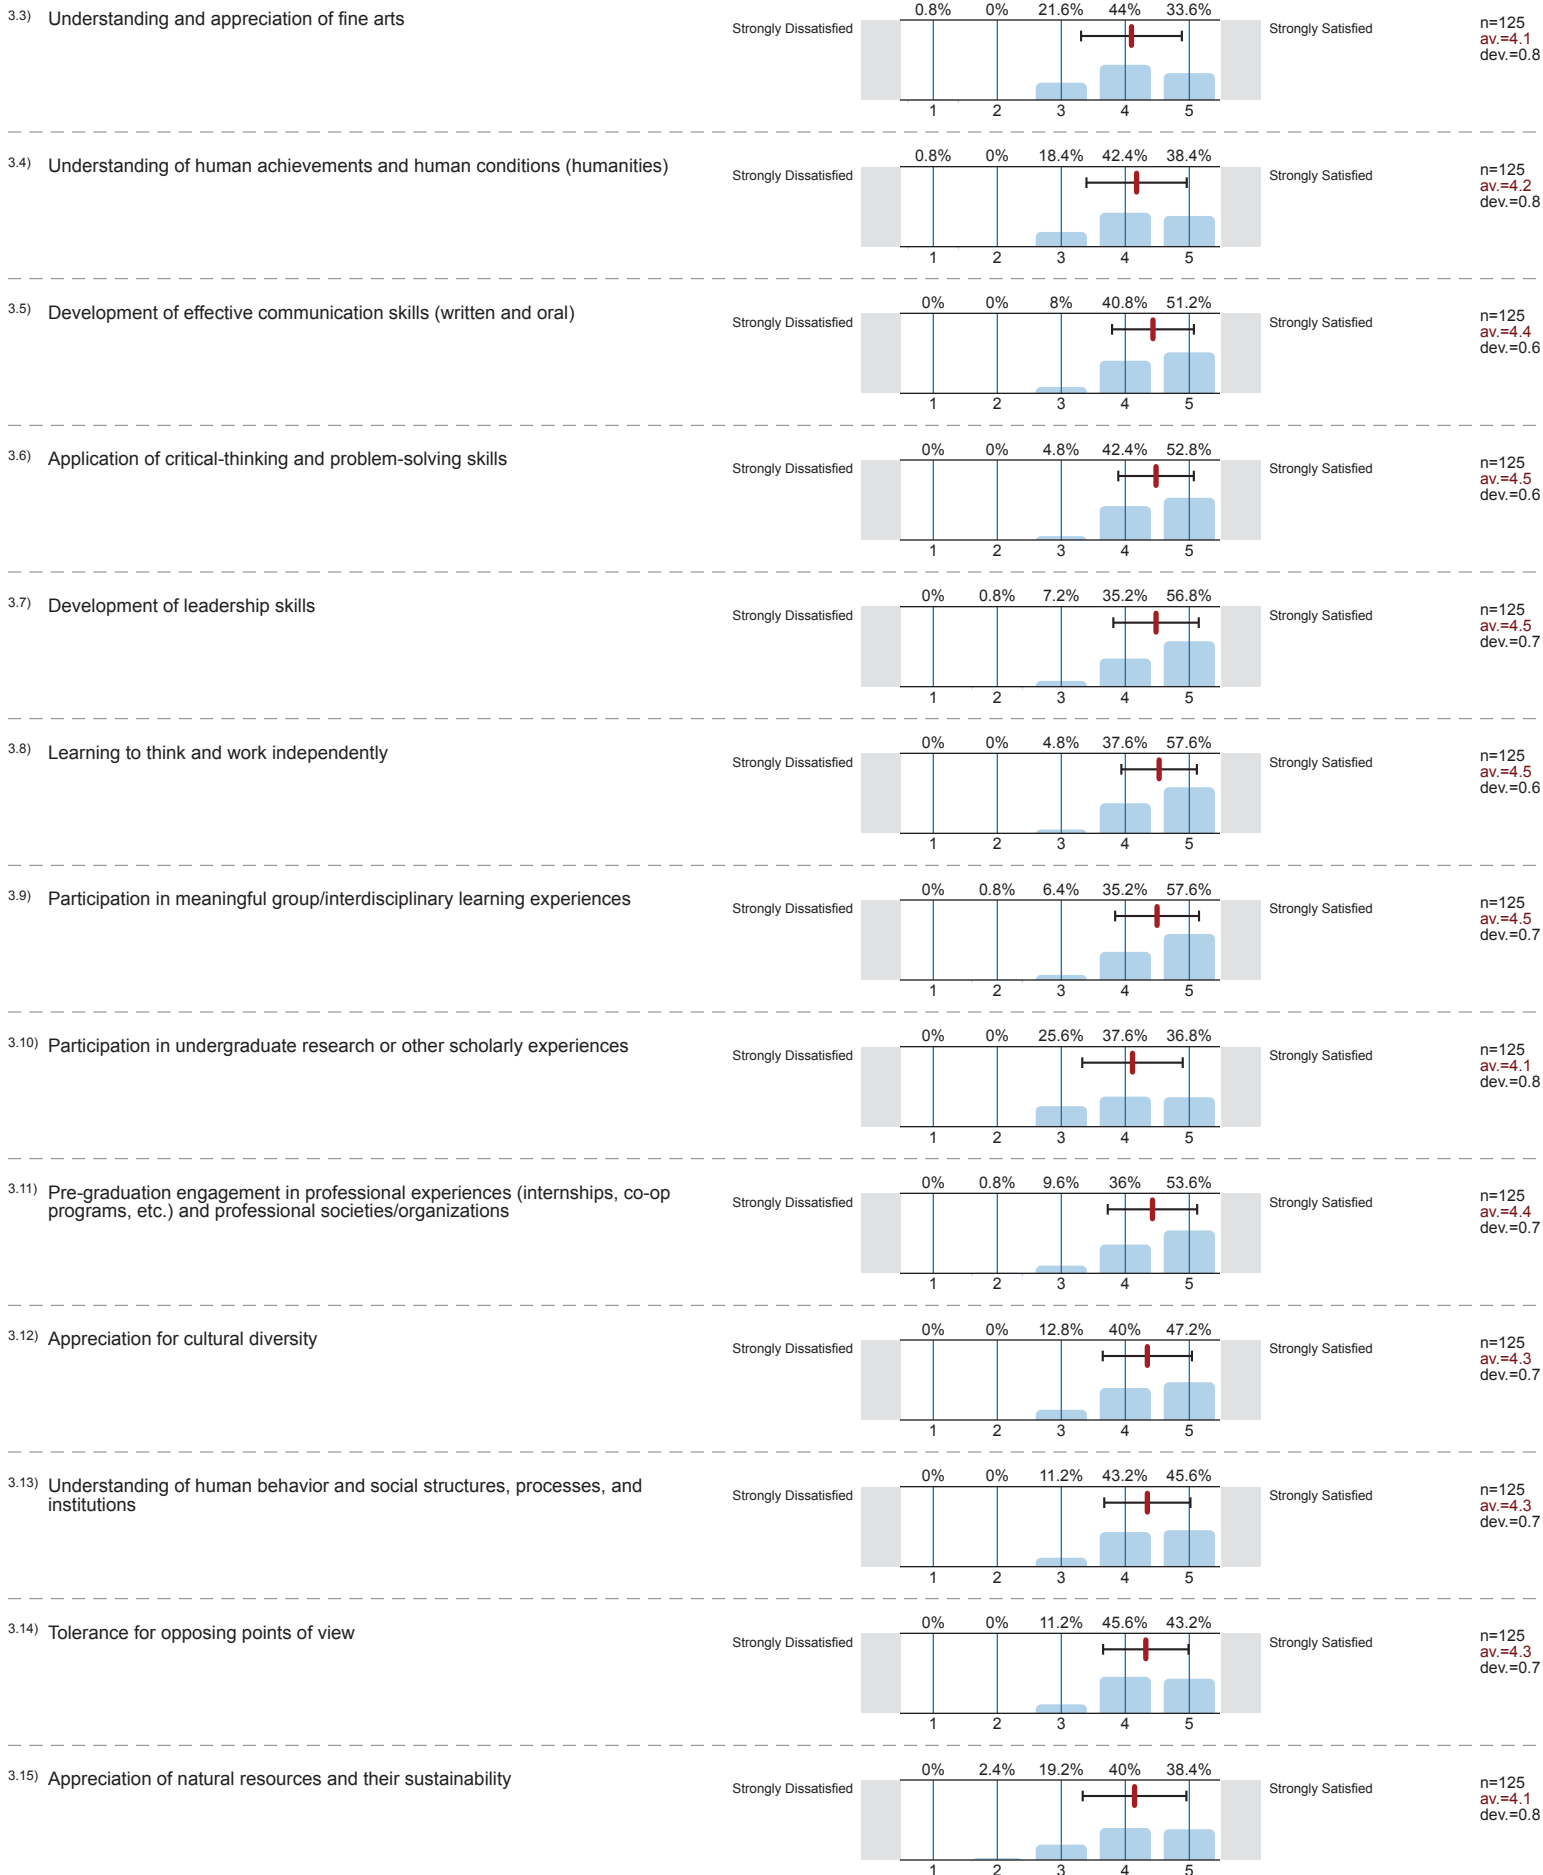 3.3) Understanding and appreciation of fine arts
Strongly Dissatisfied
0.8% 0% 21.6% 44% 33.6%
1 2 3 4 5
Strongly Satisfied
n=125
av.=4.1
dev.=0.8
3.4) Understanding of human achievements and human conditions (humanities)
Strongly Dissatisfied
0.8% 0% 18.4% 42.4% 38.4%
1 2 3 4 5
Strongly Satisfied
n=125
av.=4.2
dev.=0.8
3.5) Development of effective communication skills (written and oral)
Strongly Dissatisfied
0% 0% 8% 40.8% 51.2%
1 2 3 4 5
Strongly Satisfied
n=125
av.=4.4
dev.=0.6
3.6) Application of critical-thinking and problem-solving skills
Strongly Dissatisfied
0% 0% 4.8% 42.4% 52.8%
1 2 3 4 5
Strongly Satisfied
n=125
av.=4.5
dev.=0.6
3.7) Development of leadership skills
Strongly Dissatisfied
0% 0.8% 7.2% 35.2% 56.8%
1 2 3 4 5
Strongly Satisfied
n=125
av.=4.5
dev.=0.7
3.8) Learning to think and work independently
Strongly Dissatisfied
0% 0% 4.8% 37.6% 57.6%
1 2 3 4 5
Strongly Satisfied
n=125
av.=4.5
dev.=0.6
3.9) Participation in meaningful group/interdisciplinary learning experiences
Strongly Dissatisfied
0% 0.8% 6.4% 35.2% 57.6%
1 2 3 4 5
Strongly Satisfied
n=125
av.=4.5
dev.=0.7
3.10) Participation in undergraduate research or other scholarly experiences
Strongly Dissatisfied
0% 0% 25.6% 37.6% 36.8%
1 2 3 4 5
Strongly Satisfied
n=125
av.=4.1
dev.=0.8
3.11) Pre-graduation engagement in professional experiences (internships, co-op
programs, etc.) and professional societies/organizations
Strongly Dissatisfied
0% 0.8% 9.6% 36% 53.6%
1 2 3 4 5
Strongly Satisfied
n=125
av.=4.4
dev.=0.7
3.12) Appreciation for cultural diversity
Strongly Dissatisfied
0% 0% 12.8% 40% 47.2%
1 2 3 4 5
Strongly Satisfied
n=125
av.=4.3
dev.=0.7
3.13) Understanding of human behavior and social structures, processes, and
institutions
Strongly Dissatisfied
0% 0% 11.2% 43.2% 45.6%
1 2 3 4 5
Strongly Satisfied
n=125
av.=4.3
dev.=0.7
3.14) Tolerance for opposing points of view
Strongly Dissatisfied
0% 0% 11.2% 45.6% 43.2%
1 2 3 4 5
Strongly Satisfied
n=125
av.=4.3
dev.=0.7
3.15) Appreciation of natural resources and their sustainability
Strongly Dissatisfied
0% 2.4% 19.2% 40% 38.4%
1 2 3 4 5
Strongly Satisfied
n=125
av.=4.1
dev.=0.8